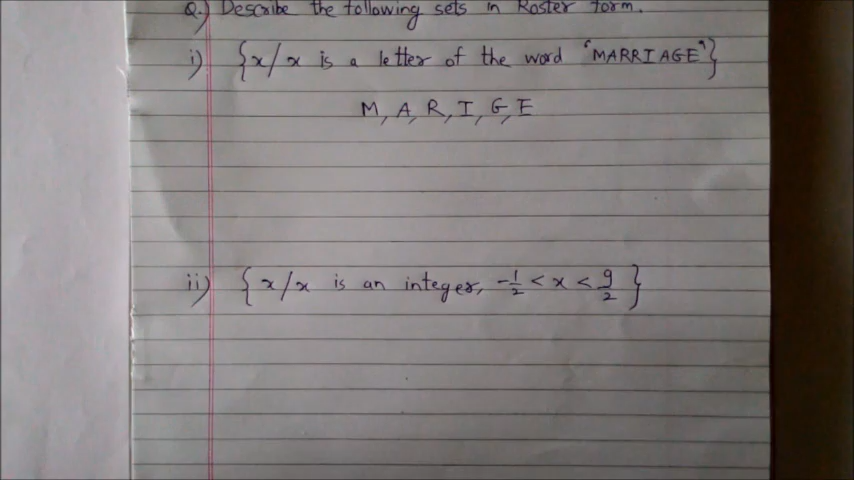 Q.) Describe the following sets in Roster form.
i) {x/x is a letter of the word "MARRIAGE"}
M, A, R, I, G, E
ii) {x/x is an integer, -1/2 < x < 9/2}